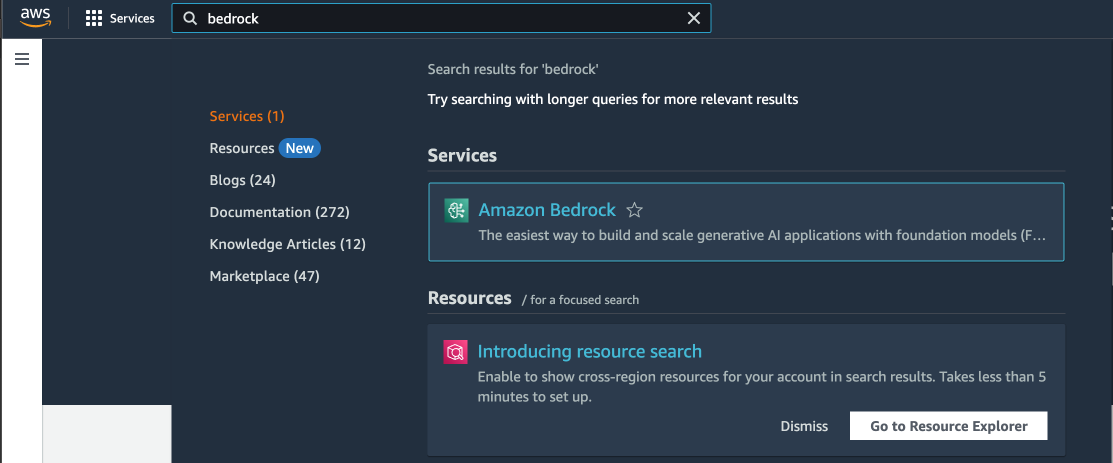 aws
Services
bedrock
Search results for 'bedrock'
Try searching with longer queries for more relevant results
Services (1)
Resources New
Blogs (24)
Documentation (272)
Knowledge Articles (12)
Marketplace (47)
Services
Amazon Bedrock
The easiest way to build and scale generative AI applications with foundation models (F...
Resources / for a focused search
Introducing resource search
Enable to show cross-region resources for your account in search results. Takes less than 5
minutes to set up.
Dismiss
Go to Resource Explorer